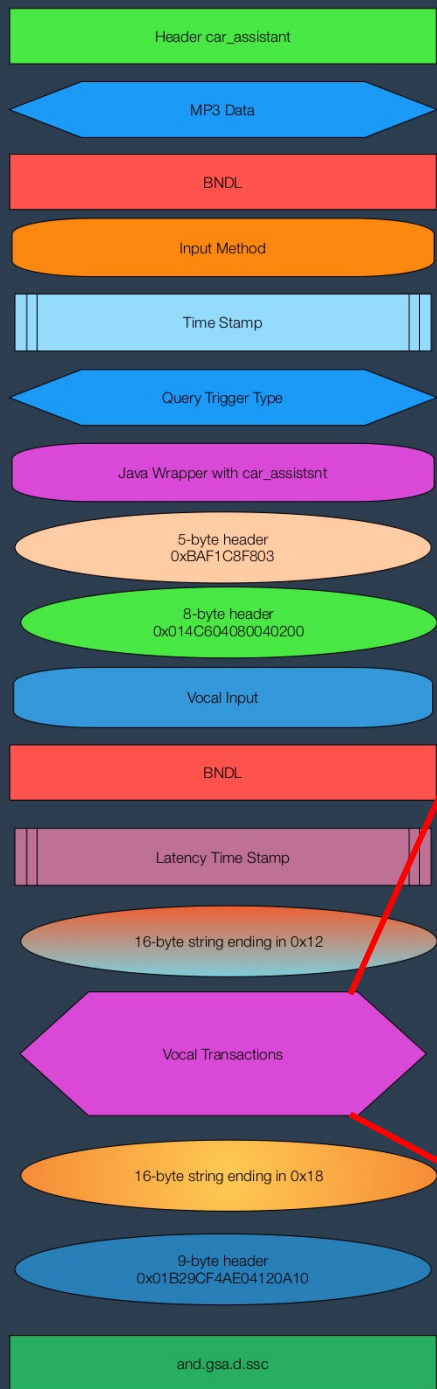 Header car_assistant
MP3 Data
BNDL
Input Method
Time Stamp
Query Trigger Type
Java Wrapper with car_assistsnt
5-byte header
0xBAF1C8F803
8-byte header
0x014C604080040200
Vocal Input
BNDL
Latency Time Stamp
16-byte string ending in 0x12
Vocal Transactions
16-byte string ending in 0x18
9-byte header
0x01B29CF4AE04120A10
and.gsa.d.ssc